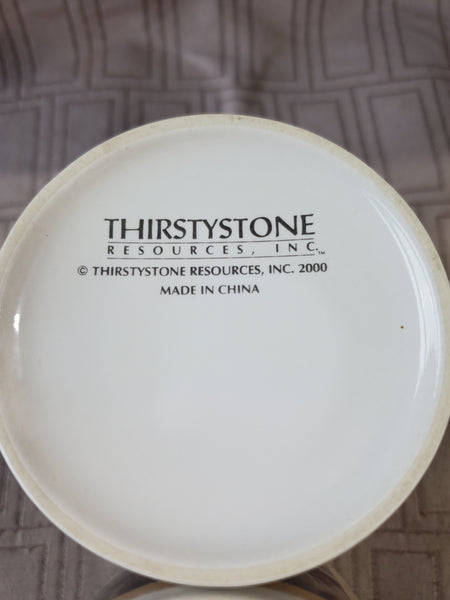 THIRSTYSTONE
RESOURCES, INC.™
© THIRSTYSTONE RESOURCES, INC. 2000
MADE IN CHINA